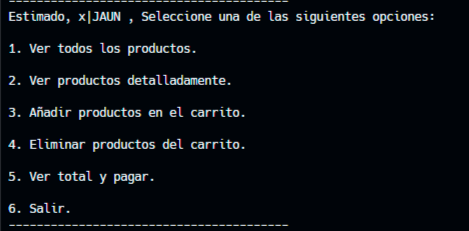 ----------------------------------------
Estimado, x|JAUN , Seleccione una de las siguientes opciones:
1. Ver todos los productos.
2. Ver productos detalladamente.
3. Añadir productos en el carrito.
4. Eliminar productos del carrito.
5. Ver total y pagar.
6. Salir.
----------------------------------------